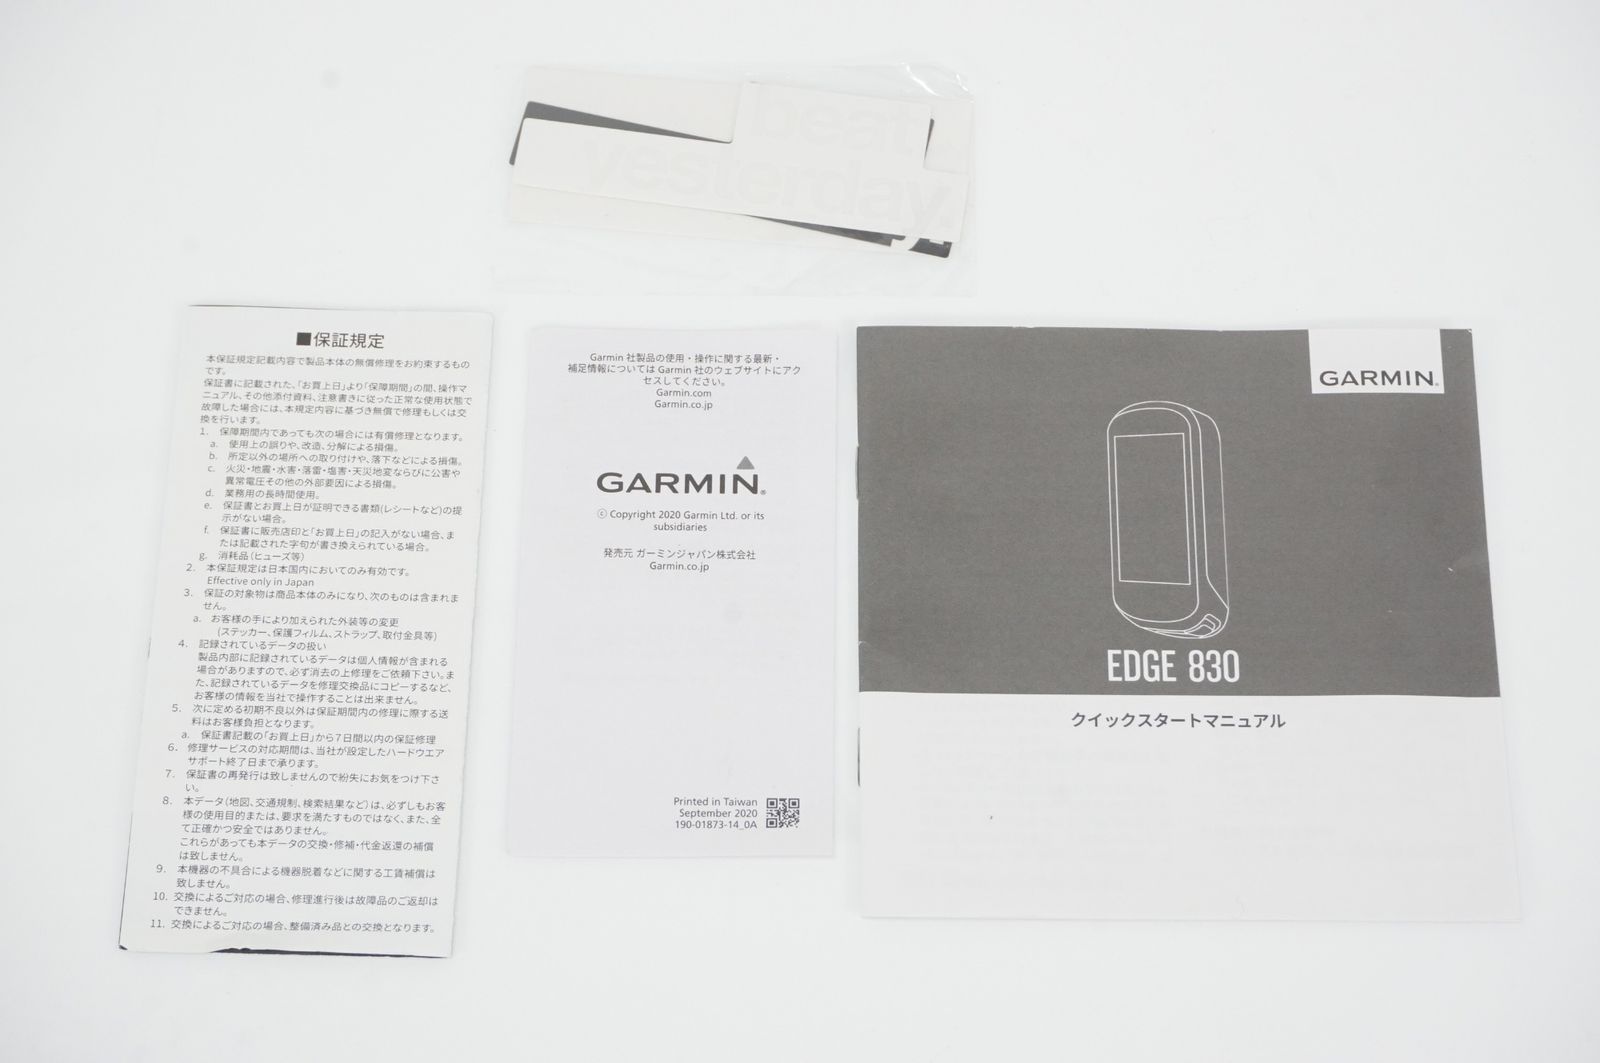 beat
yesterday.
■保証規定
本保証規定記載内容で製品本体の無償修理をお約束するもの
です。
保証書に記載された、「お買上日」より「保障期間」の間、操作マ
ニュアル、その他添付資料、注意書きに従った正常な使用状態で
故障した場合には、本規定内容に基づき無償で修理もしくは交
換を行います。
1. 保障期間内であっても次の場合には有償修理となります。
a. 使用上の誤りや、改造、分解による損傷。
b. 所定以外の場所への取り付けや、落下などによる損傷。
c. 火災・地震・水害・落雷・塩害・天災地変ならびに公害や
異常電圧その他の外部要因による損傷。
d. 業務用の長時間使用。
e. 保証書とお買上日が証明できる書類(レシートなど)の提
示がない場合。
f. 保証書に販売店印と「お買上日」の記入がない場合、ま
たは記載された字句が書き換えられている場合。
g. 消耗品(ヒューズ等)
2. 本保証規定は日本国内においてのみ有効です。
Effective only in Japan
3. 保証の対象物は商品本体のみになり、次のものは含まれま
せん。
a. お客様の手により加えられた外装等の変更
(ステッカー、保護フィルム、ストラップ、取付金具等)
4. 記録されているデータの扱い
製品内部に記録されているデータは個人情報が含まれる
場合がありますので、必ず消去の上修理をご依頼下さい。ま
た、記録されているデータを修理交換品にコピーするなど、
お客様の情報を当社で操作することは出来ません。
5. 次に定める初期不良以外は保証期間内の修理に際する送
料はお客様負担となります。
a. 保証書記載の「お買上日」から7日間以内の保証修理
6. 修理サービスの対応期間は、当社が設定したハードウエア
サポート終了日まで承ります。
7. 保証書の再発行は致しませんので紛失にお気をつけ下さ
い。
8. 本データ(地図、交通規制、検索結果など)は、必ずしもお客
様の使用目的または、要求を満たすものではなく、また、全
て正確かつ安全ではありません。
これらがあっても本データの交換・修補・代金返還の補償
は致しません。
9. 本機器の不具合による機器脱着などに関する工賃補償は
致しません。
10. 交換によるご対応の場合、修理進行後は故障品のご返却は
できません。
11. 交換によるご対応の場合、整備済み品との交換となります。
Garmin 社製品の使用・操作に関する最新・
補足情報については Garmin 社のウェブサイトにアク
セスしてください。
Garmin.com
Garmin.co.jp
GARMIN®
© Copyright 2020 Garmin Ltd. or its
subsidiaries
発売元 ガーミンジャパン株式会社
Garmin.co.jp
Printed in Taiwan
September 2020
190-01873-14_0A
GARMIN®
EDGE 830
クイックスタートマニュアル